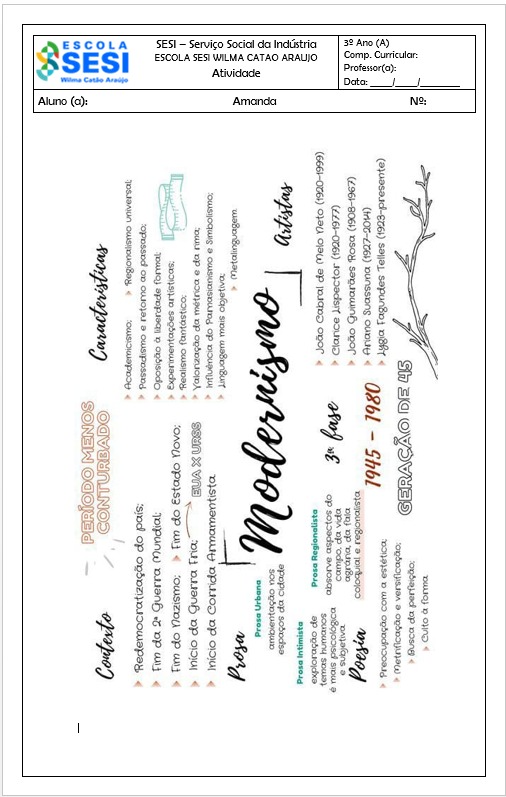 ESCOLA
SESI
Wilma Catão Araújo
SESI – Serviço Social da Indústria
ESCOLA SESI WILMA CATAO ARAUJO
Atividade
3º Ano (A)
Comp. Curricular:
Professor(a):
Data: ____/____/________
Aluno (a): Amanda Nº:
Contexto
PERÍODO MENOS
CONTURBADO
Redemocratização do país;
Fim da 2ª Guerra Mundial;
Fim do Nazismo; Fim do Estado Novo;
Início da Guerra Fria; EUA X URSS
Início da Corrida Armamentista
Características
Academicismo; Regionalismo universal;
Passadismo e retorno ao passado;
Oposição à liberdade formal;
Experimentações artísticas;
Realismo fantástico;
Valorização da métrica e da rima;
Influência do Parnasianismo e Simbolismo;
Linguagem mais objetiva; Metalinguagem
Modernismo
3ª fase
1945 - 1980
GERAÇÃO DE 45
Prosa
Prosa Urbana
ambientação nos
espaços da cidade
Prosa Intimista
exploração de
temas humanos
é mais psicológica
e subjetiva
Prosa Regionalista
absorve aspectos do
campo, da vida
agrária, da fala
coloquial e regionalista
Poesia
Preocupação com a estética;
Metrificação e versificação;
Busca da perfeição;
Culto à forma
Artistas
João Cabral de Melo Neto (1920-1999)
Clarice Lispector (1920-1977)
João Guimarães Rosa (1908-1967)
Ariano Suassuna (1927-2014)
Lygia Fagundes Telles (1923-presente)